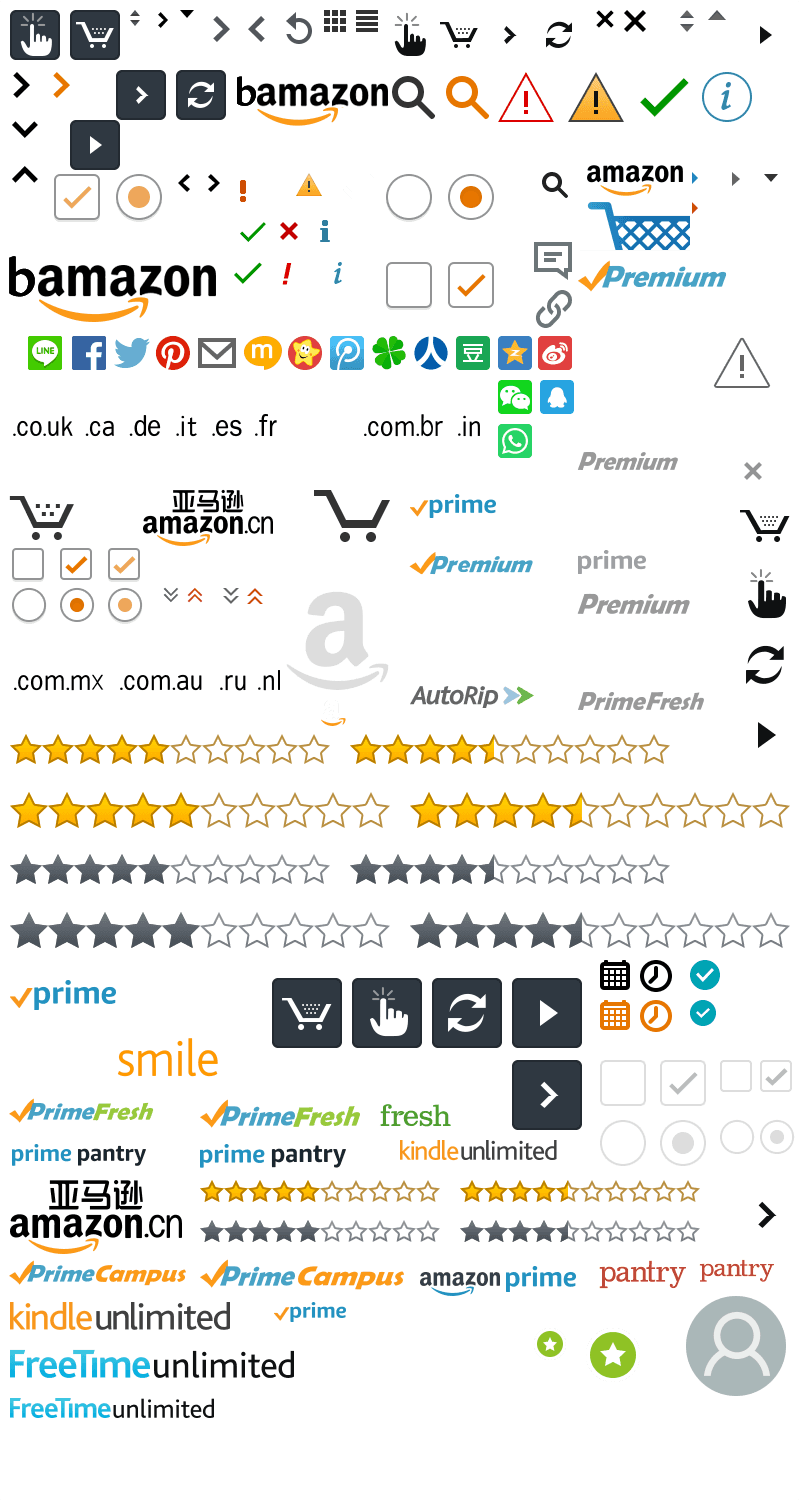 bamazon
amazon
bamazon
Premium
LINE
m
豆
.co.uk .ca .de .it .es .fr
.com.br .in
Premium
亚马逊
amazon.cn
prime
Premium
prime
Premium
a
.com.mx .com.au .ru .nl
AutoRip
PrimeFresh
prime
smile
PrimeFresh
PrimeFresh
fresh
prime pantry
prime pantry
kindleunlimited
亚马逊
amazon.cn
PrimeCampus
PrimeCampus
amazon prime
pantry
pantry
kindleunlimited
prime
FreeTimeunlimited
FreeTimeunlimited